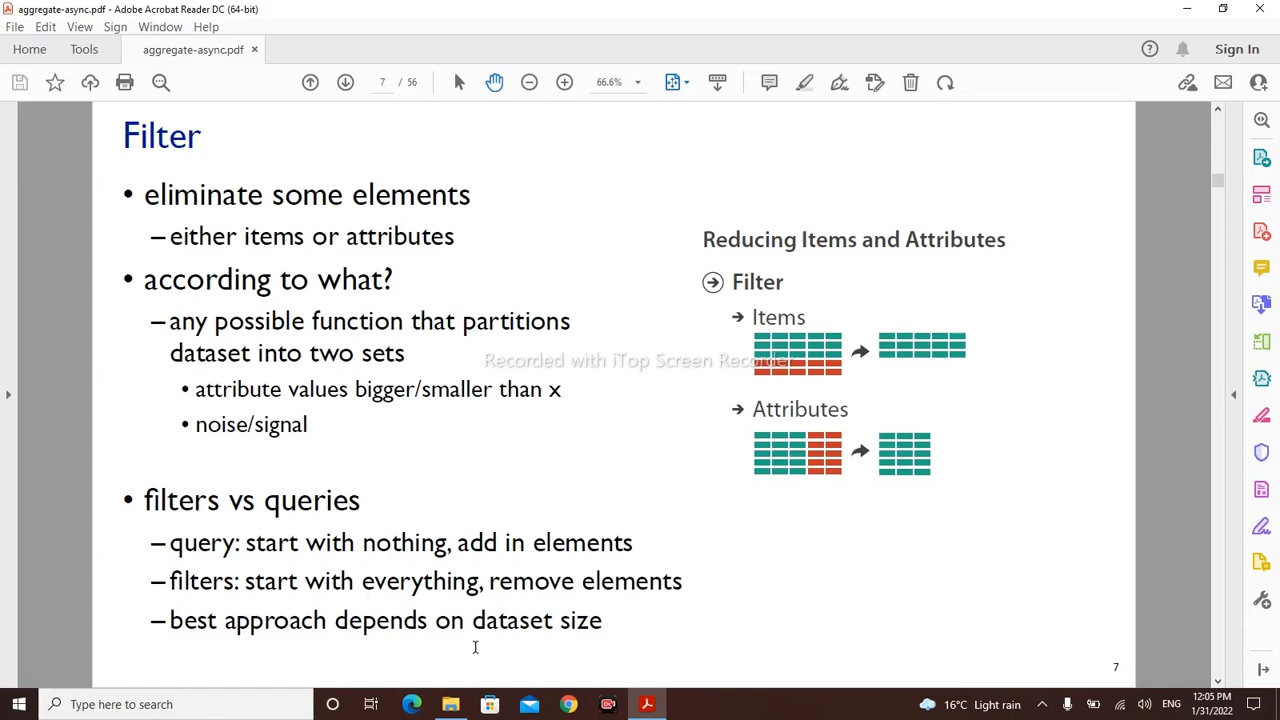 aggregate-async.pdf - Adobe Acrobat Reader DC (64-bit)
File Edit View Sign Window Help
Home Tools aggregate-async.pdf × Sign In
7 / 56 66.6%
Filter
• eliminate some elements
–either items or attributes
• according to what?
–any possible function that partitions
dataset into two sets
• attribute values bigger/smaller than x
• noise/signal
• filters vs queries
–query: start with nothing, add in elements
–filters: start with everything, remove elements
–best approach depends on dataset size
Reducing Items and Attributes
Filter
Items
Attributes
Recorded with iTop Screen Recorder
7
Type here to search
16°C Light rain ENG 12:05 PM
1/31/2022